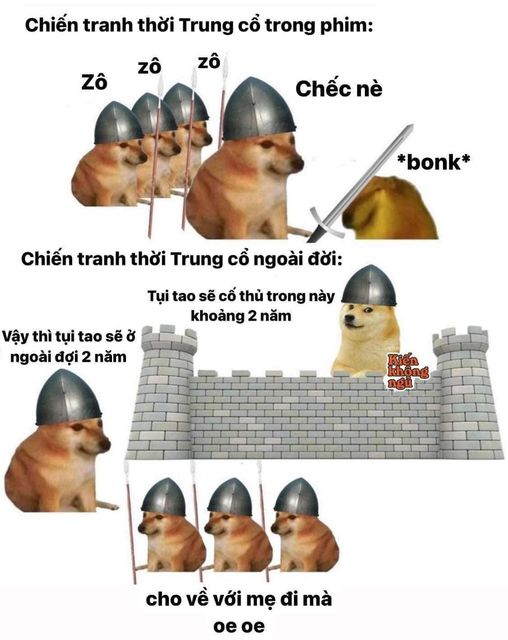 Chiến tranh thời Trung cổ trong phim:
Zô
zô
zô
Chếc nè
*bonk*
Chiến tranh thời Trung cổ ngoài đời:
Tụi tao sẽ cố thủ trong này
khoảng 2 năm
Vậy thì tụi tao sẽ ở
ngoài đợi 2 năm
Kiến
không
ngủ
cho về với mẹ đi mà
oe oe